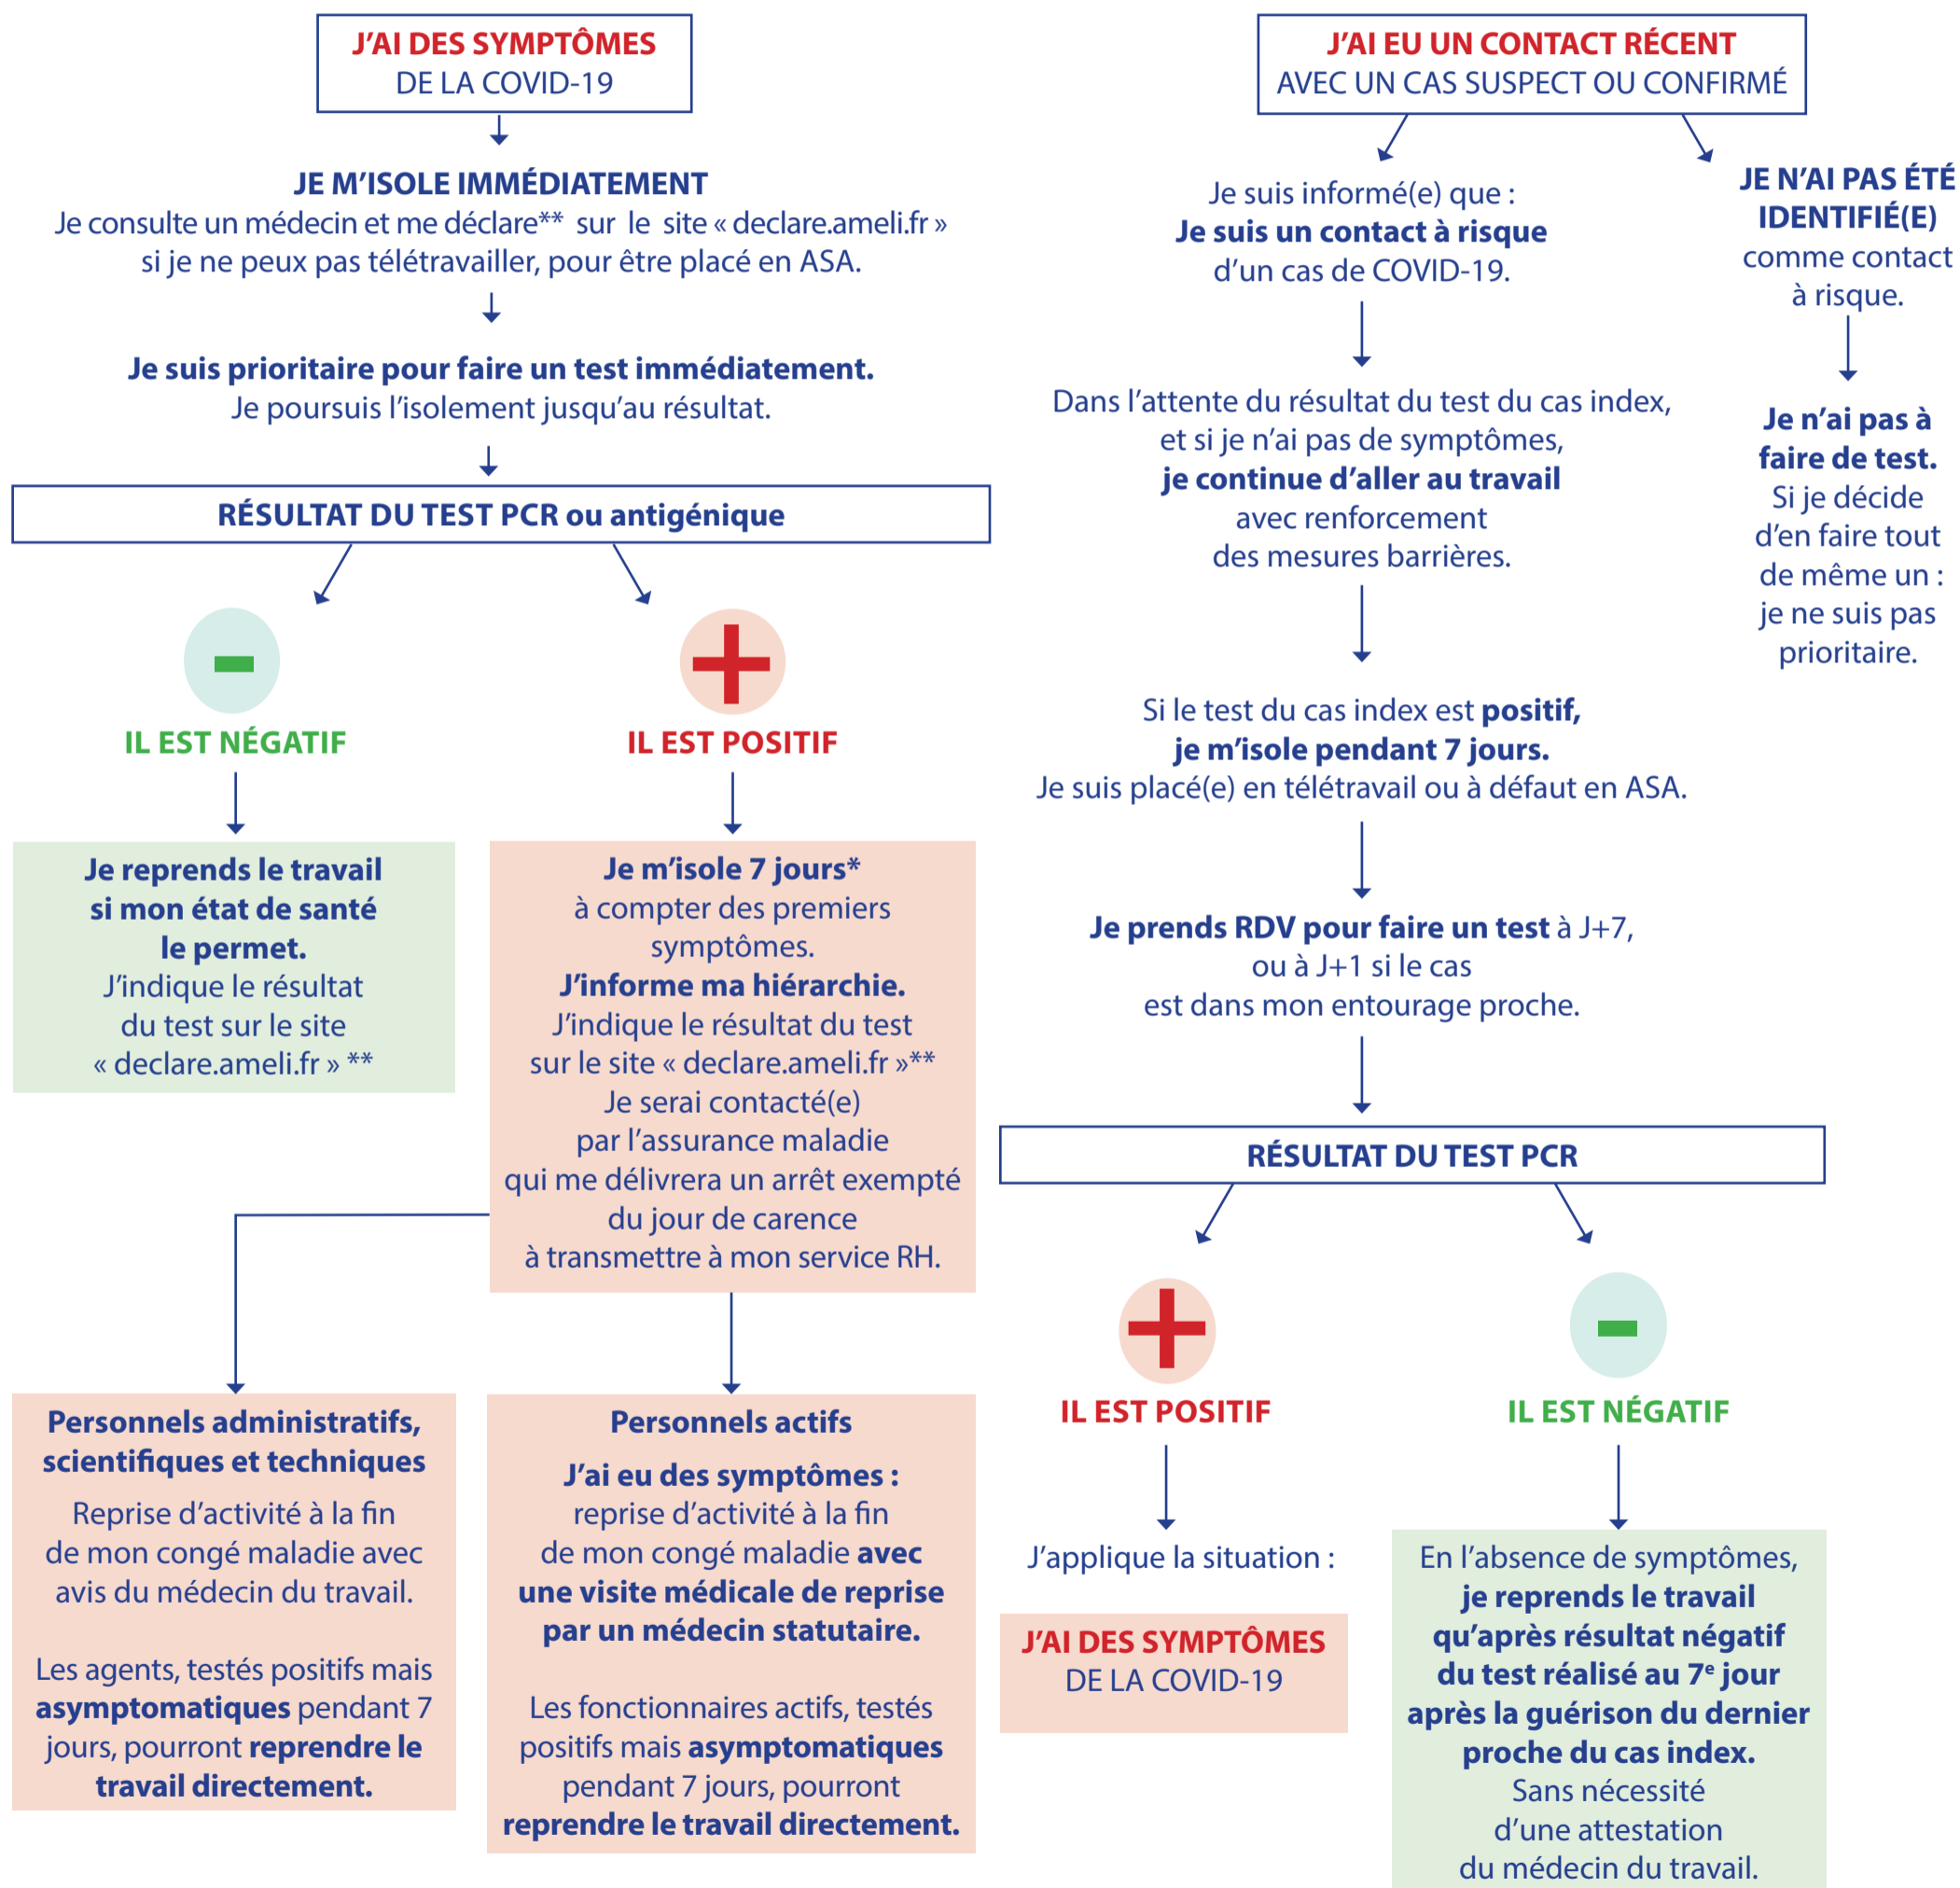 J'AI DES SYMPTÔMES
DE LA COVID-19
JE M'ISOLE IMMÉDIATEMENT
Je consulte un médecin et me déclare** sur le site « declare.ameli.fr »
si je ne peux pas télétravailler, pour être placé en ASA.
Je suis prioritaire pour faire un test immédiatement.
Je poursuis l'isolement jusqu'au résultat.
RÉSULTAT DU TEST PCR ou antigénique
IL EST NÉGATIF
Je reprends le travail
si mon état de santé
le permet.
J'indique le résultat
du test sur le site
« declare.ameli.fr » **
IL EST POSITIF
Je m'isole 7 jours*
à compter des premiers
symptômes.
J'informe ma hiérarchie.
J'indique le résultat du test
sur le site « declare.ameli.fr »**
Je serai contacté(e)
par l'assurance maladie
qui me délivrera un arrêt exempté
du jour de carence
à transmettre à mon service RH.
Personnels administratifs,
scientifiques et techniques
Reprise d'activité à la fin
de mon congé maladie avec
avis du médecin du travail.
Les agents, testés positifs mais
asymptomatiques pendant 7
jours, pourront reprendre le
travail directement.
Personnels actifs
J'ai eu des symptômes :
reprise d'activité à la fin
de mon congé maladie avec
une visite médicale de reprise
par un médecin statutaire.
Les fonctionnaires actifs, testés
positifs mais asymptomatiques
pendant 7 jours, pourront
reprendre le travail directement.
J'AI EU UN CONTACT RÉCENT
AVEC UN CAS SUSPECT OU CONFIRMÉ
Je suis informé(e) que :
Je suis un contact à risque
d'un cas de COVID-19.
Dans l'attente du résultat du test du cas index,
et si je n'ai pas de symptômes,
je continue d'aller au travail
avec renforcement
des mesures barrières.
Si le test du cas index est positif,
je m'isole pendant 7 jours.
Je suis placé(e) en télétravail ou à défaut en ASA.
Je prends RDV pour faire un test à J+7,
ou à J+1 si le cas
est dans mon entourage proche.
JE N'AI PAS ÉTÉ
IDENTIFIÉ(E)
comme contact
à risque.
Je n'ai pas à
faire de test.
Si je décide
d'en faire tout
de même un :
je ne suis pas
prioritaire.
RÉSULTAT DU TEST PCR
IL EST POSITIF
J'applique la situation :
J'AI DES SYMPTÔMES
DE LA COVID-19
IL EST NÉGATIF
En l'absence de symptômes,
je reprends le travail
qu'après résultat négatif
du test réalisé au 7e jour
après la guérison du dernier
proche du cas index.
Sans nécessité
d'une attestation
du médecin du travail.